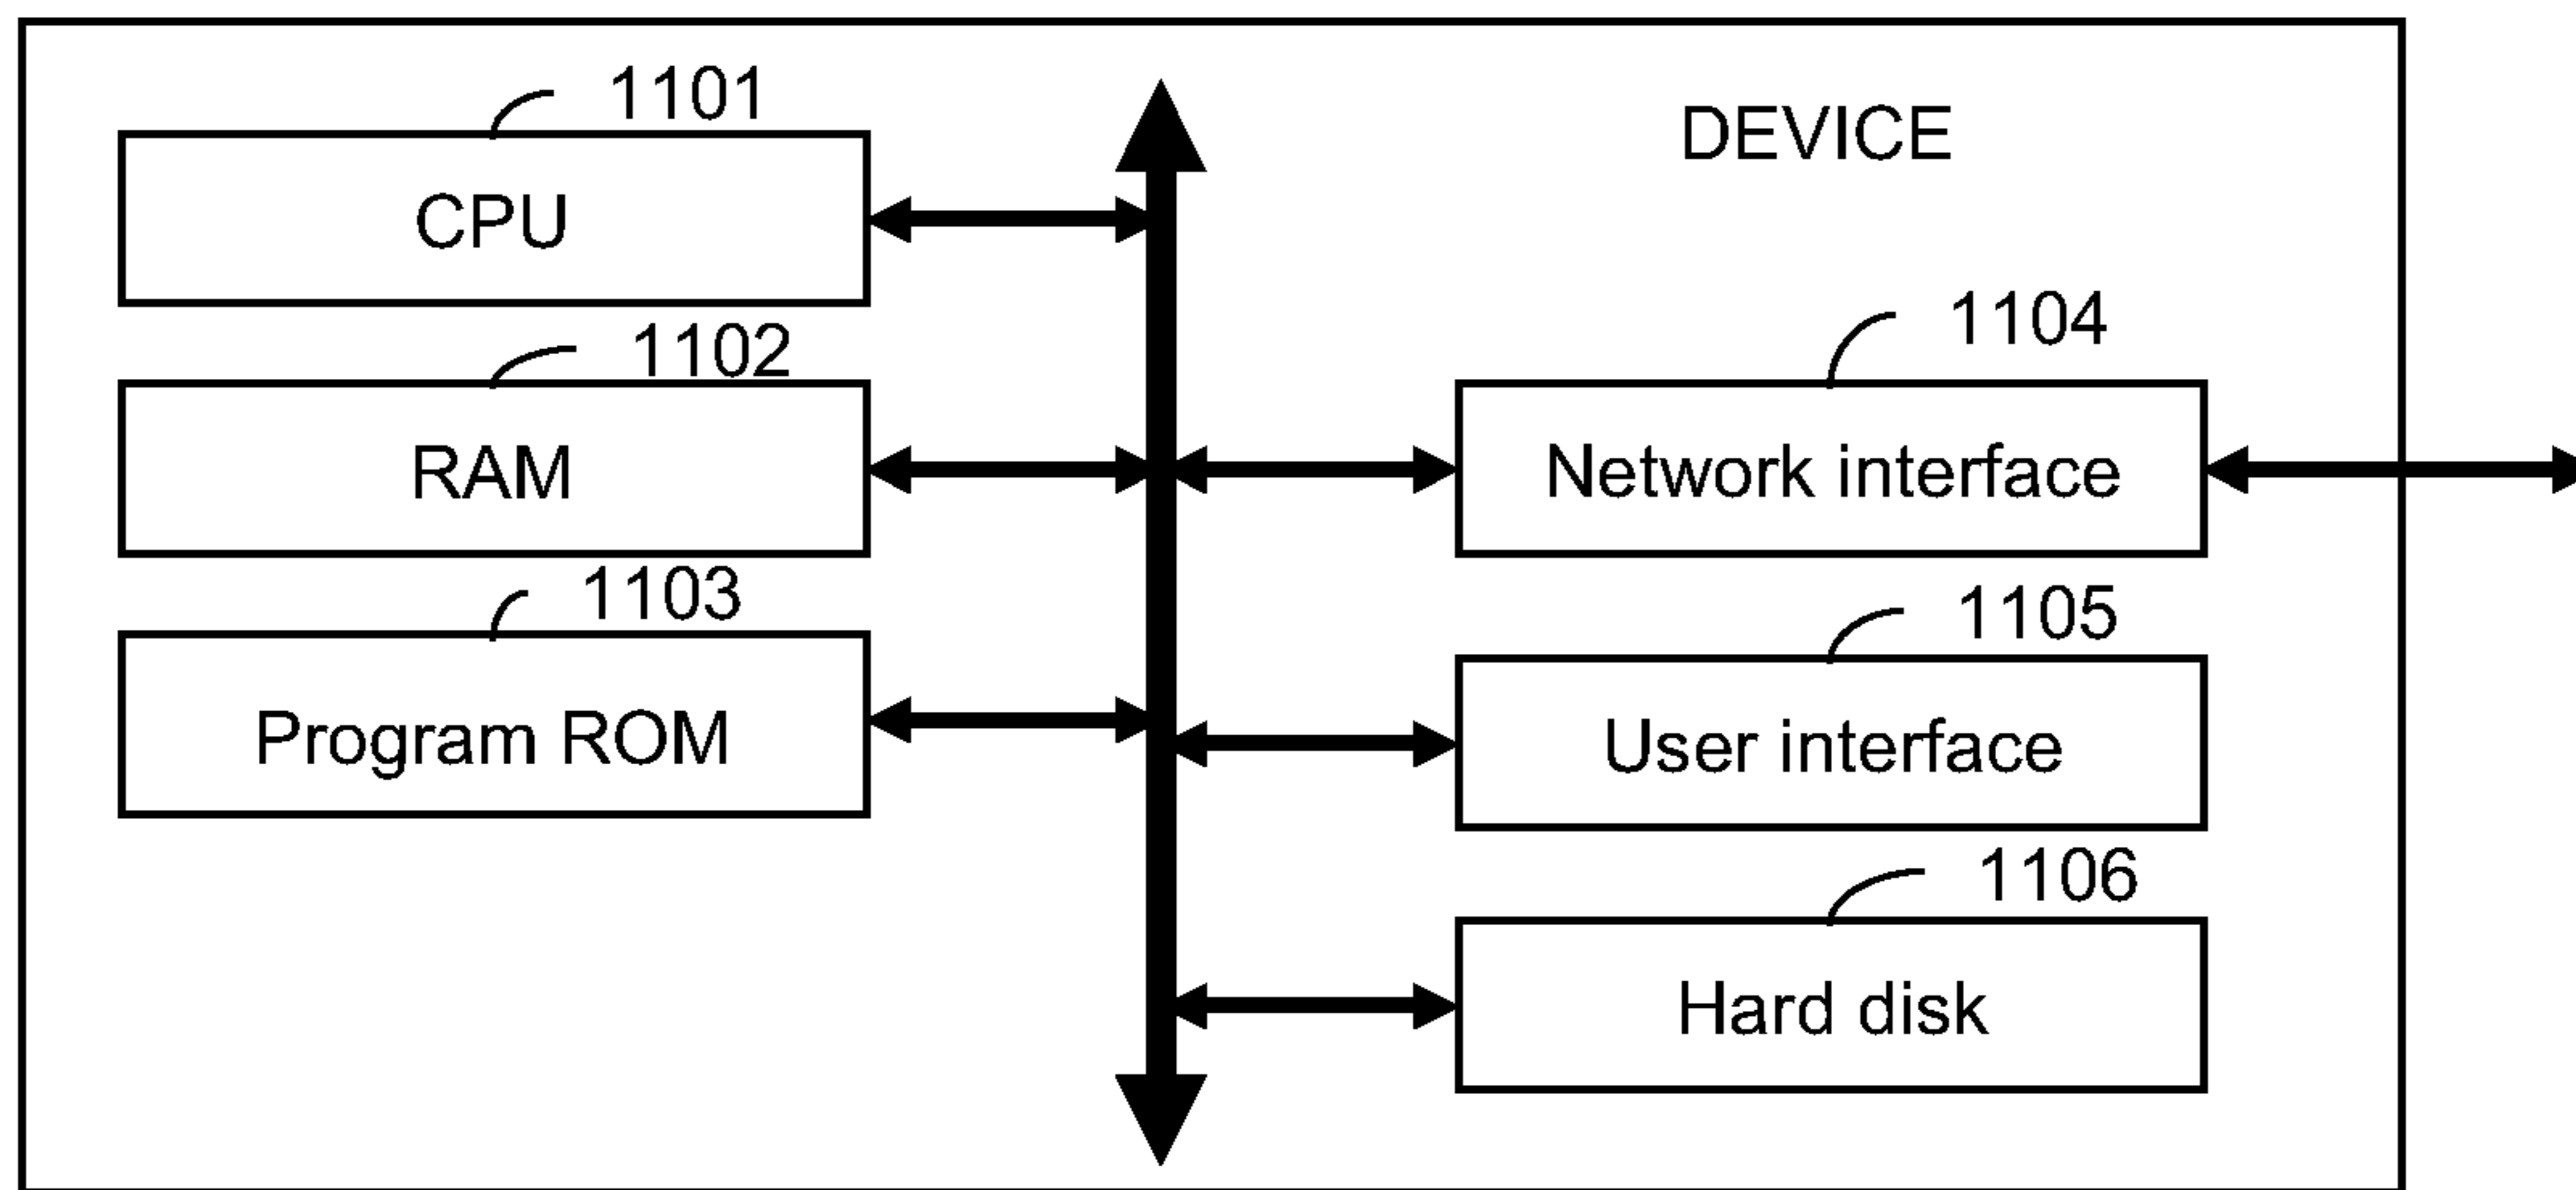 1101
DEVICE
CPU
1102
1104
RAM
Network interface
1103
1105
Program ROM
User interface
1106
Hard disk